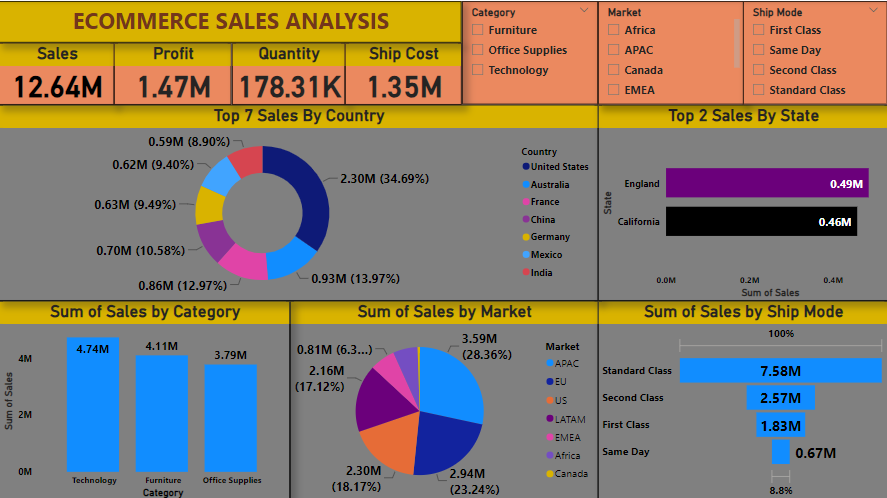 ECOMMERCE SALES ANALYSIS
Sales
12.64M
Profit
1.47M
Quantity
178.31K
Ship Cost
1.35M
Category
Furniture
Office Supplies
Technology
Market
Africa
APAC
Canada
EMEA
Ship Mode
First Class
Same Day
Second Class
Standard Class
Top 7 Sales By Country
0.59M (8.90%)
0.62M (9.40%)
0.63M (9.49%)
0.70M (10.58%)
0.86M (12.97%)
2.30M (34.69%)
0.93M (13.97%)
Country
United States
Australia
France
China
Germany
Mexico
India
Top 2 Sales By State
State
England
0.49M
California
0.46M
0.0M
0.2M
0.4M
Sum of Sales
Sum of Sales by Category
Sum of Sales
4M
2M
0M
4.74M
4.11M
3.79M
Technology
Furniture
Office Supplies
Category
Sum of Sales by Market
0.81M (6.3...)
2.16M
(17.12%)
2.30M
(18.17%)
3.59M
(28.36%)
2.94M
(23.24%)
Market
APAC
EU
US
LATAM
EMEA
Africa
Canada
Sum of Sales by Ship Mode
100%
Standard Class
7.58M
Second Class
2.57M
First Class
1.83M
Same Day
0.67M
8.8%